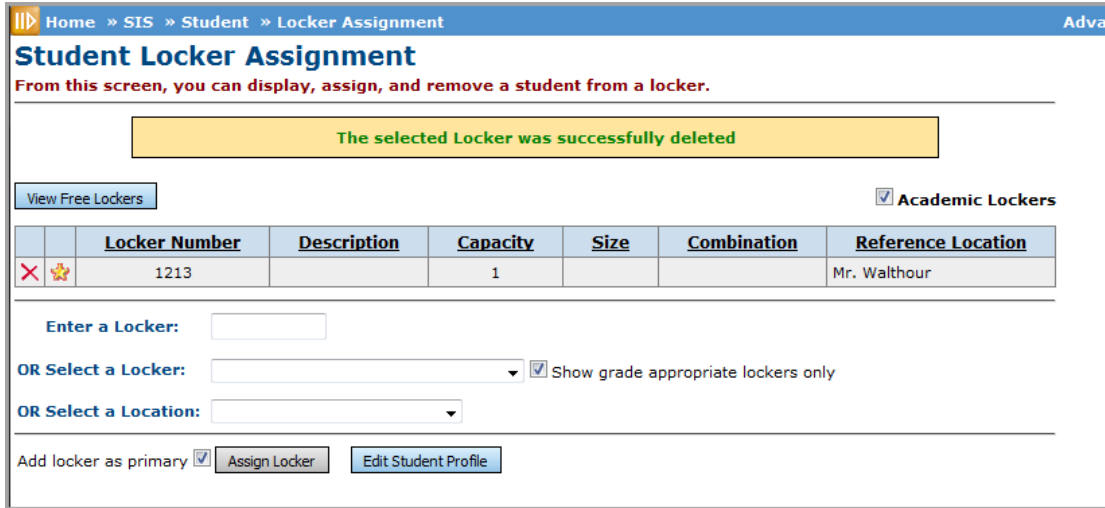 Home » SIS » Student » Locker Assignment Adva
Student Locker Assignment
From this screen, you can display, assign, and remove a student from a locker.
The selected Locker was successfully deleted
View Free Lockers Academic Lockers
Locker Number Description Capacity Size Combination Reference Location
1213 1 Mr. Walthour
Enter a Locker:
OR Select a Locker: Show grade appropriate lockers only
OR Select a Location:
Add locker as primary Assign Locker Edit Student Profile